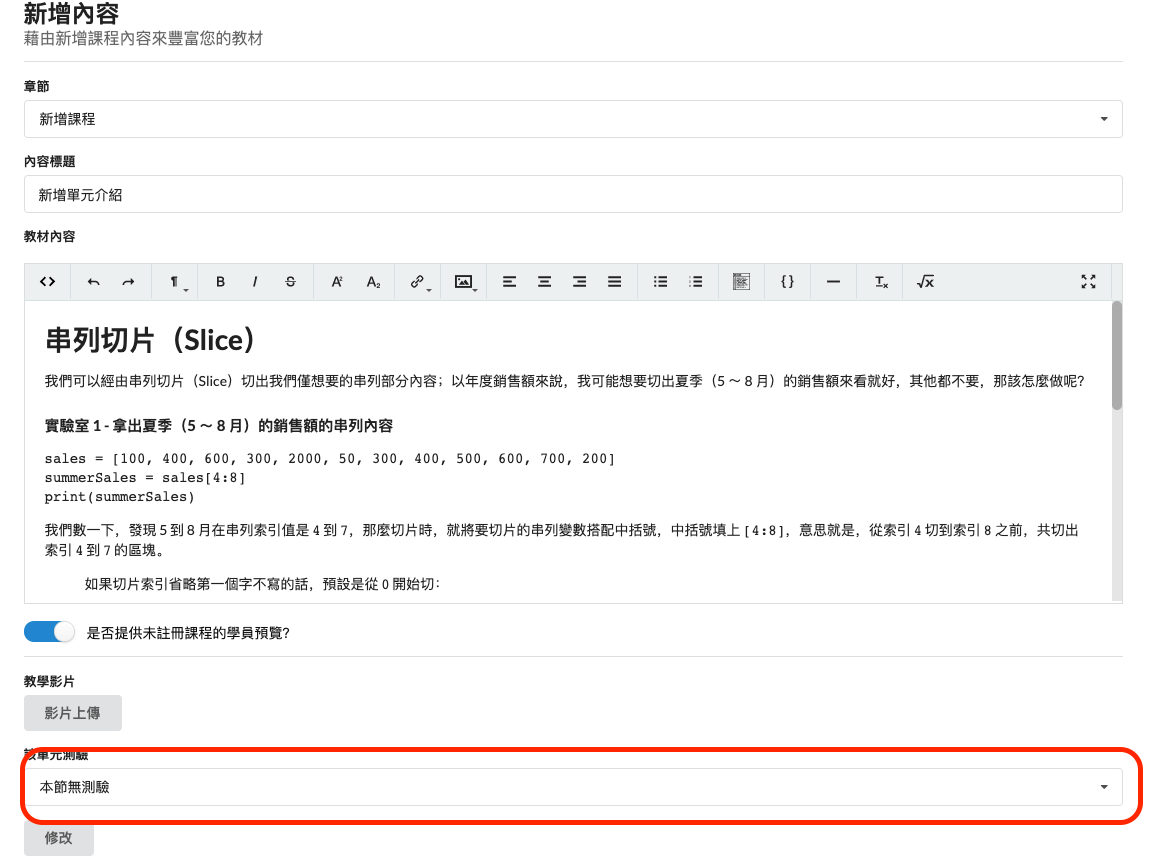 新增內容
藉由新增課程內容來豐富您的教材
章節
新增課程
內容標題
新增單元介紹
教材內容
串列切片（Slice）
我們可以經由串列切片（Slice）切出我們僅想要的串列部分內容；以年度銷售額來說，我可能想要切出夏季（5 ～ 8 月）的銷售額來看就好，其他都不要，那該怎麼做呢?
實驗室 1 - 拿出夏季（5 ～ 8 月）的銷售額的串列內容
sales = [100, 400, 600, 300, 2000, 50, 300, 400, 500, 600, 700, 200]
summerSales = sales[4:8]
print(summerSales)
我們數一下，發現 5 到 8 月在串列索引值是 4 到 7，那麼切片時，就將要切片的串列變數搭配中括號，中括號填上 [4:8]，意思就是，從索引 4 切到索引 8 之前，共切出
索引 4 到 7 的區塊。
如果切片索引省略第一個字不寫的話，預設是從 0 開始切：
是否提供未註冊課程的學員預覽?
教學影片
影片上傳
該單元測驗
本節無測驗
修改